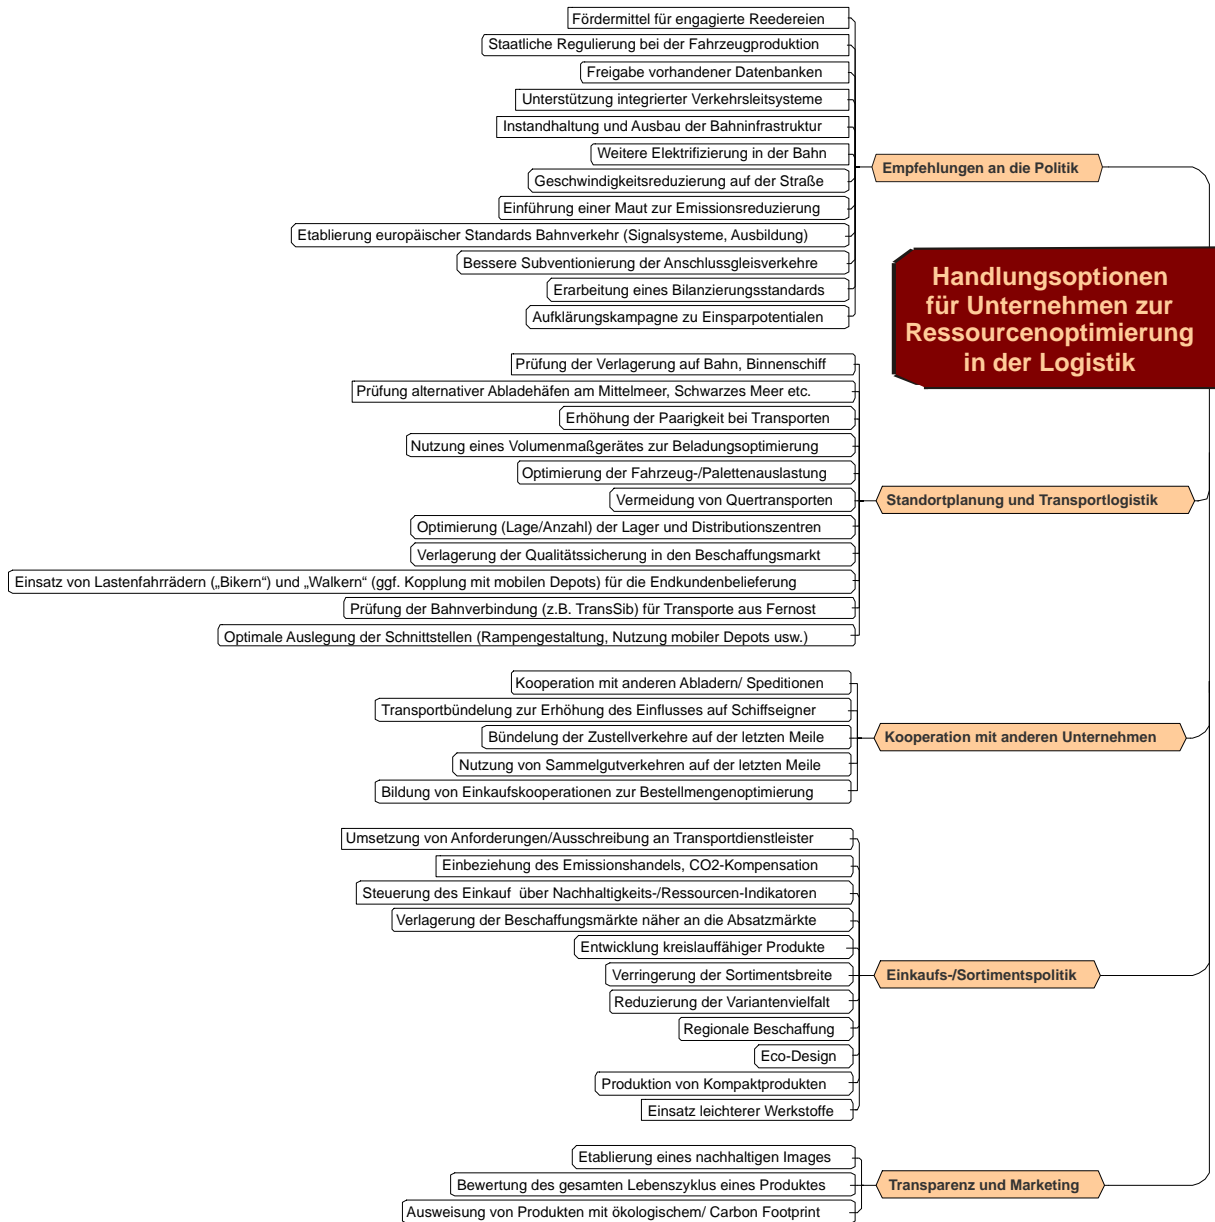 Fördermittel für engagierte Reedereien
Staatliche Regulierung bei der Fahrzeugproduktion
Freigabe vorhandener Datenbanken
Unterstützung integrierter Verkehrsleitsysteme
Instandhaltung und Ausbau der Bahninfrastruktur
Weitere Elektrifizierung in der Bahn
Geschwindigkeitsreduzierung auf der Straße
Einführung einer Maut zur Emissionsreduzierung
Etablierung europäischer Standards Bahnverkehr (Signalsysteme, Ausbildung)
Bessere Subventionierung der Anschlussgleisverkehre
Erarbeitung eines Bilanzierungsstandards
Aufklärungskampagne zu Einsparpotentialen
Empfehlungen an die Politik
Handlungsoptionen
für Unternehmen zur
Ressourcenoptimierung
in der Logistik
Prüfung der Verlagerung auf Bahn, Binnenschiff
Prüfung alternativer Abladehäfen am Mittelmeer, Schwarzes Meer etc.
Erhöhung der Paarigkeit bei Transporten
Nutzung eines Volumenmaßgerätes zur Beladungsoptimierung
Optimierung der Fahrzeug-/Palettenauslastung
Vermeidung von Quertransporten
Optimierung (Lage/Anzahl) der Lager und Distributionszentren
Verlagerung der Qualitätssicherung in den Beschaffungsmarkt
Einsatz von Lastenfahrrädern („Bikern“) und „Walkern“ (ggf. Kopplung mit mobilen Depots) für die Endkundenbelieferung
Prüfung der Bahnverbindung (z.B. TransSib) für Transporte aus Fernost
Optimale Auslegung der Schnittstellen (Rampengestaltung, Nutzung mobiler Depots usw.)
Standortplanung und Transportlogistik
Kooperation mit anderen Abladern/ Speditionen
Transportbündelung zur Erhöhung des Einflusses auf Schiffseigner
Bündelung der Zustellverkehre auf der letzten Meile
Nutzung von Sammelgutverkehren auf der letzten Meile
Bildung von Einkaufskooperationen zur Bestellmengenoptimierung
Kooperation mit anderen Unternehmen
Umsetzung von Anforderungen/Ausschreibung an Transportdienstleister
Einbeziehung des Emissionshandels, CO2-Kompensation
Steuerung des Einkauf  über Nachhaltigkeits-/Ressourcen-Indikatoren
Verlagerung der Beschaffungsmärkte näher an die Absatzmärkte
Entwicklung kreislauffähiger Produkte
Verringerung der Sortimentsbreite
Reduzierung der Variantenvielfalt
Regionale Beschaffung
Eco-Design
Produktion von Kompaktprodukten
Einsatz leichterer Werkstoffe
Einkaufs-/Sortimentspolitik
Etablierung eines nachhaltigen Images
Bewertung des gesamten Lebenszyklus eines Produktes
Ausweisung von Produkten mit ökologischem/ Carbon Footprint
Transparenz und Marketing